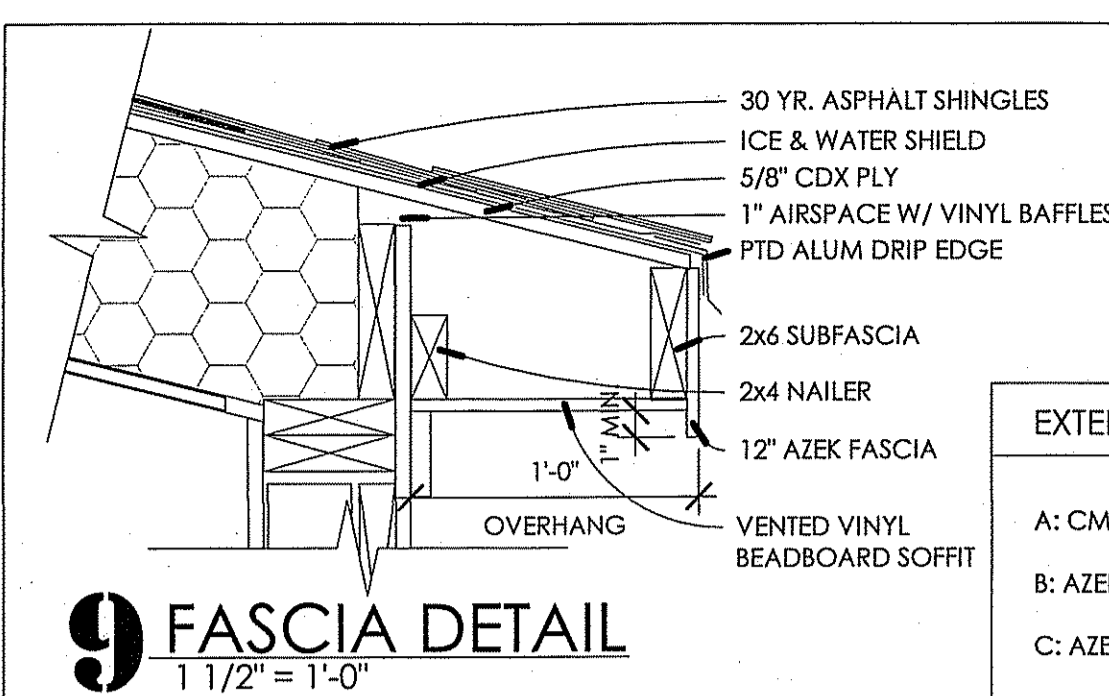 30 YR. ASPHALT SHINGLES
ICE & WATER SHIELD
5/8" CDX PLY
1" AIRSPACE W/ VINYL BAFFLES
PTD ALUM DRIP EDGE
2x6 SUBFASCIA
2x4 NAILER
12" AZEK FASCIA
VENTED VINYL
BEADBOARD SOFFIT
1" MIN
1'-0"
OVERHANG
9 FASCIA DETAIL
1 1/2" = 1'-0"
A: CM
B: AZE
C: AZE